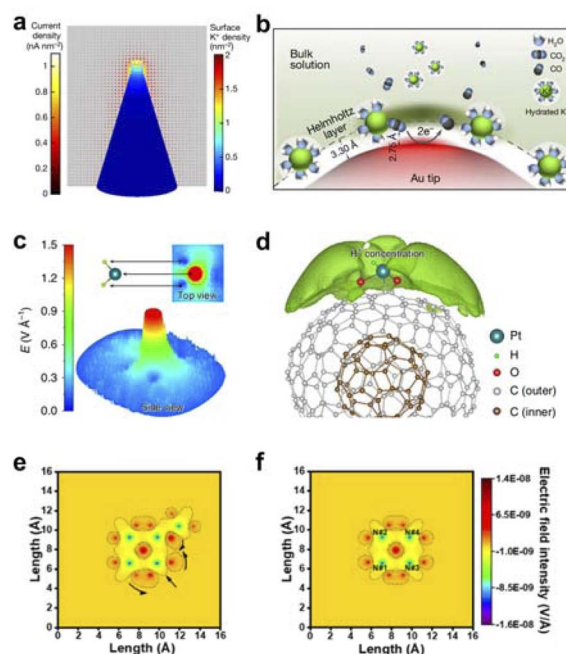 a
Current
density
(nA nm⁻²)
1
0.8
0.6
0.4
0.2
0
Surface
K⁺ density
(nm⁻²)
2
1.5
1
0.5
0
b
Bulk
solution
H₂O
CO₂
CO
K⁺
Hydrated K⁺
Helmholtz
layer
3.30 Å
2.75 Å
2e⁻
Au tip
c
E (V Å⁻¹)
1.5
1.2
0.9
0.6
0.3
0.0
Top view
Side view
d
H⁺ concentration
Pt
H
O
C (outer)
C (inner)
e
Length (Å)
16
14
12
10
8
6
4
2
0
0 2 4 6 8 10 12 14 16
Length (Å)
f
Length (Å)
16
14
12
10
8
6
4
2
0
N#2 N#4
N#1 N#3
0 2 4 6 8 10 12 14 16
Length (Å)
1.4E-08
6.5E-09
-1.0E-09
-8.5E-09
-1.6E-08
Electric field intensity (V/A)